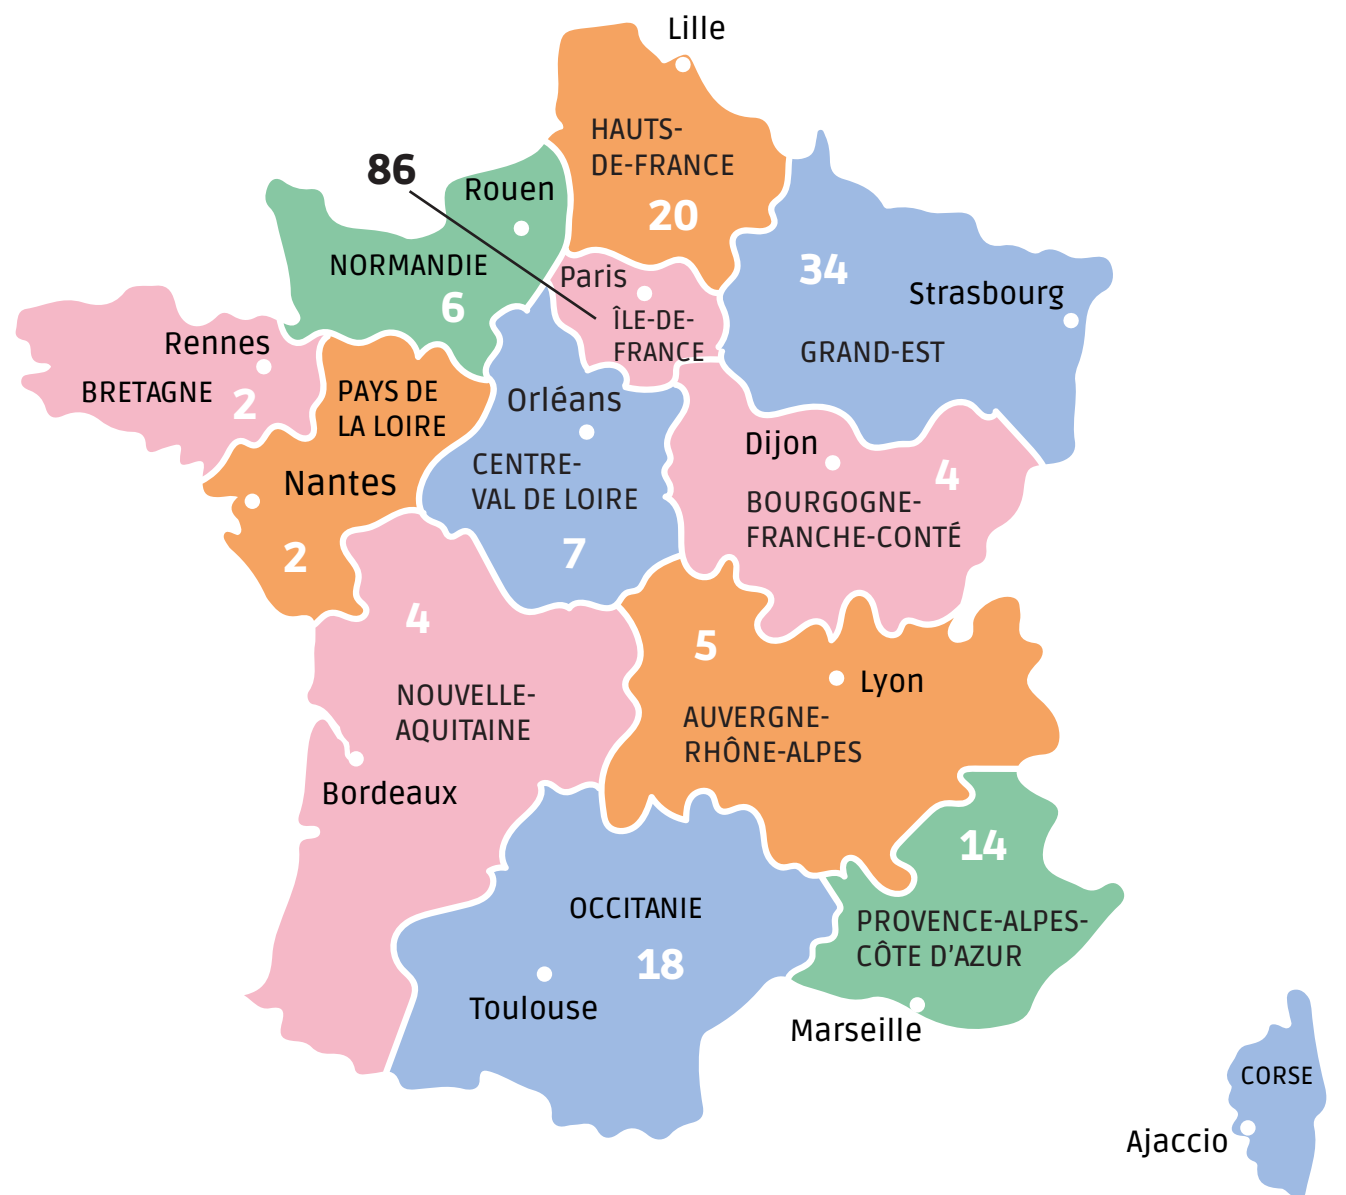 Lille
HAUTS-
DE-FRANCE
20
86
Rouen
NORMANDIE
6
Paris
ÎLE-DE-
FRANCE
34
Strasbourg
GRAND-EST
Rennes
BRETAGNE
2
PAYS DE
LA LOIRE
Nantes
2
Orléans
CENTRE-
VAL DE LOIRE
7
Dijon
4
BOURGOGNE-
FRANCHE-CONTÉ
4
NOUVELLE-
AQUITAINE
Bordeaux
5
Lyon
AUVERGNE-
RHÔNE-ALPES
OCCITANIE
18
Toulouse
14
PROVENCE-ALPES-
CÔTE D'AZUR
Marseille
CORSE
Ajaccio